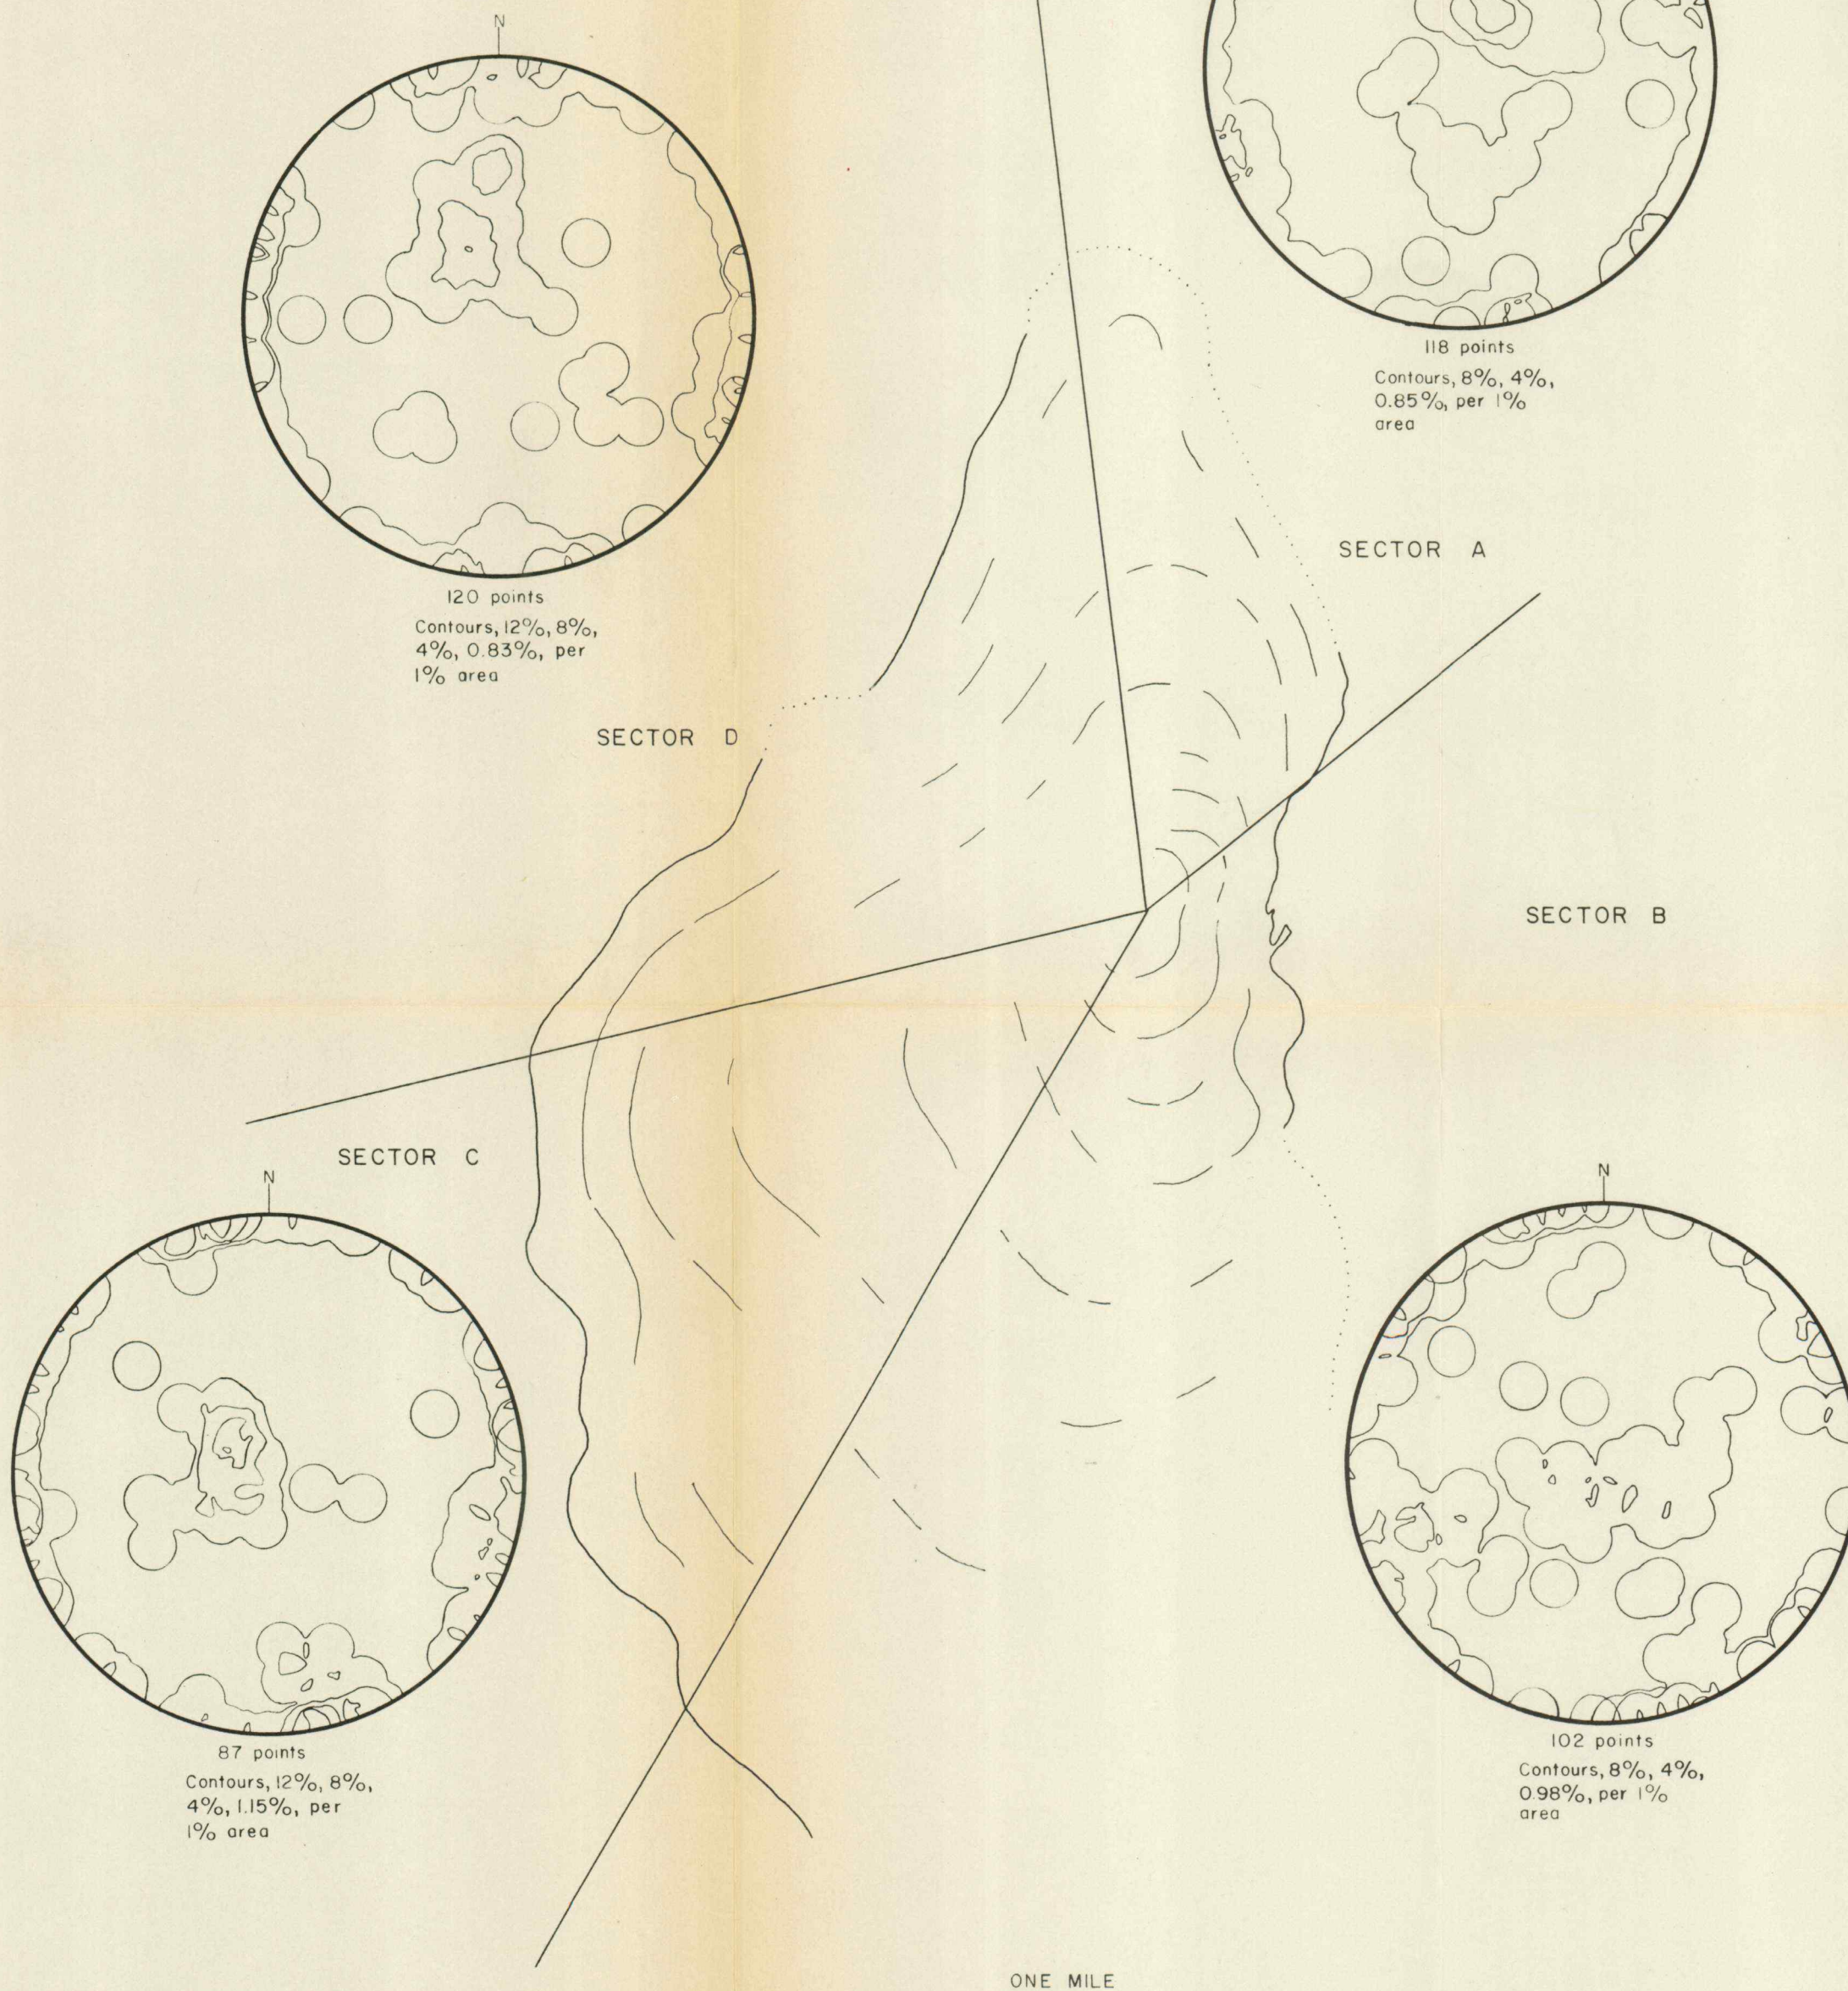 N
118 points
Contours, 8%, 4%,
0.85%, per 1%
area
SECTOR A
120 points
Contours, 12%, 8%,
4%, 0.83%, per
1% area
SECTOR D
SECTOR B
SECTOR C
N
N
87 points
Contours, 12%, 8%,
4%, 1.15%, per
1% area
102 points
Contours, 8%, 4%,
0.98%, per 1%
area
ONE MILE